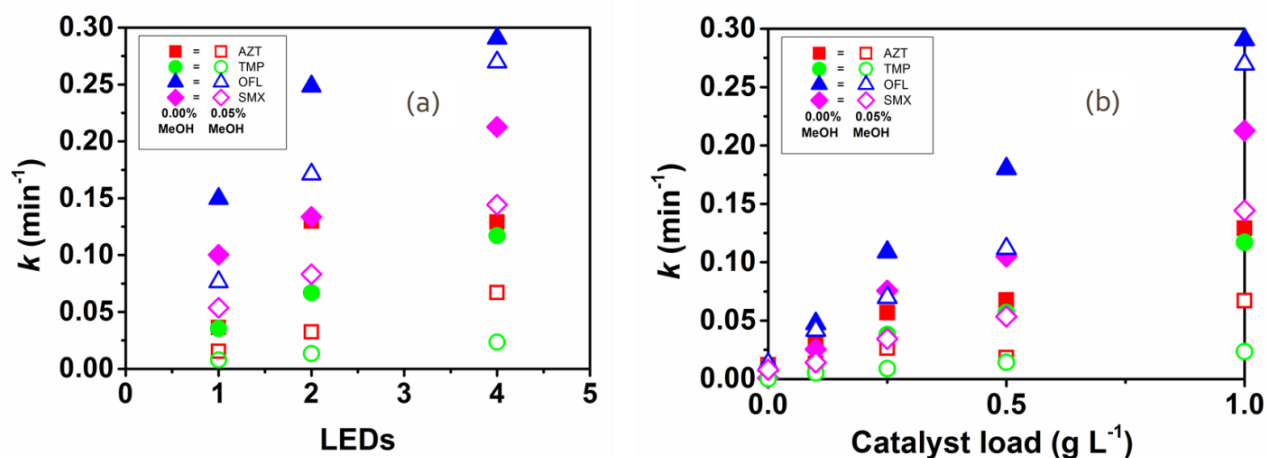 0.30
0.25
0.20
0.15
0.10
0.05
0.00
k (min⁻¹)
= AZT
= TMP
= OFL
= SMX
0.00% 0.05%
MeOH MeOH
(a)
0 1 2 3 4 5
LEDs
0.30
0.25
0.20
0.15
0.10
0.05
0.00
k (min⁻¹)
= AZT
= TMP
= OFL
= SMX
0.00% 0.05%
MeOH MeOH
(b)
0.0 0.5 1.0
Catalyst load (g L⁻¹)